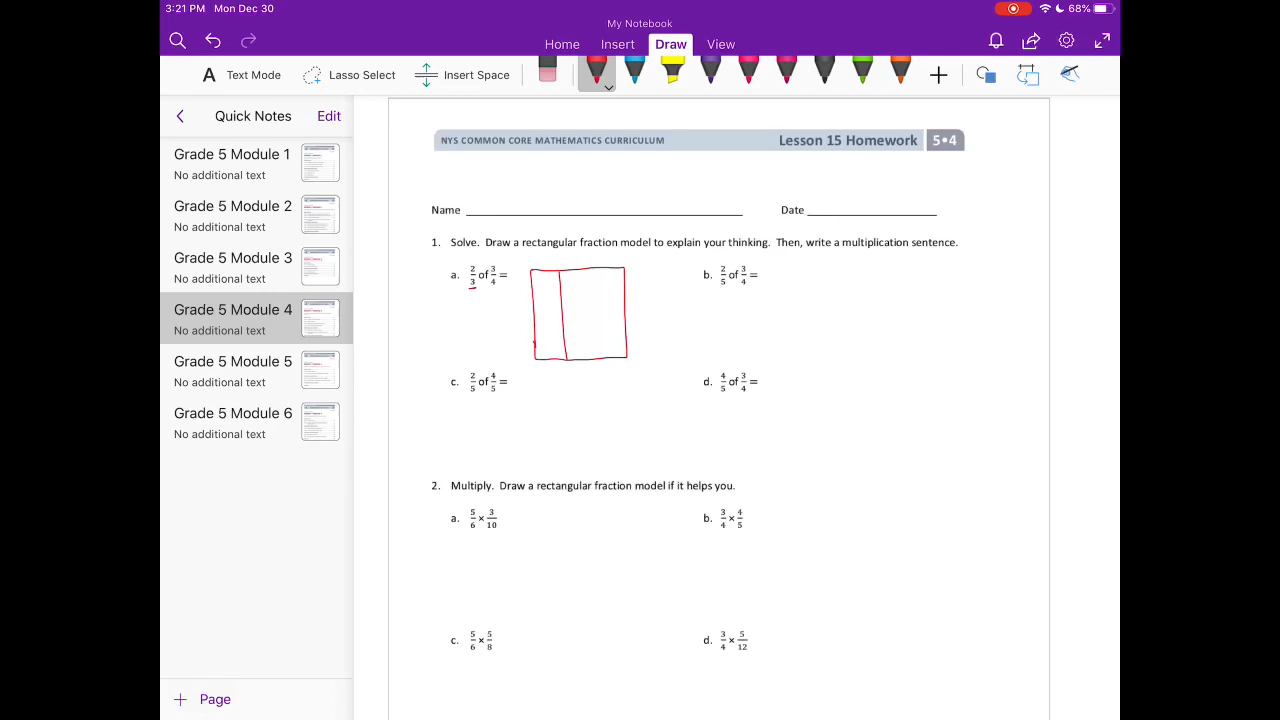 3:21 PM Mon Dec 30
68%
My Notebook
Home Insert Draw View
A Text Mode Lasso Select Insert Space
Quick Notes Edit
Grade 5 Module 1
No additional text
Grade 5 Module 2
No additional text
Grade 5 Module 3
No additional text
Grade 5 Module 4
No additional text
Grade 5 Module 5
No additional text
Grade 5 Module 6
No additional text
+ Page
NYS COMMON CORE MATHEMATICS CURRICULUM Lesson 15 Homework 5•4
Name Date
1. Solve. Draw a rectangular fraction model to explain your thinking. Then, write a multiplication sentence.
a. 2/3 of 3/4 =
b. 2/5 of 3/4 =
c. 2/5 of 4/5 =
d. 4/5 of 3/4 =
2. Multiply. Draw a rectangular fraction model if it helps you.
a. 5/6 × 3/10
b. 3/4 × 4/5
c. 5/6 × 5/8
d. 3/4 × 5/12